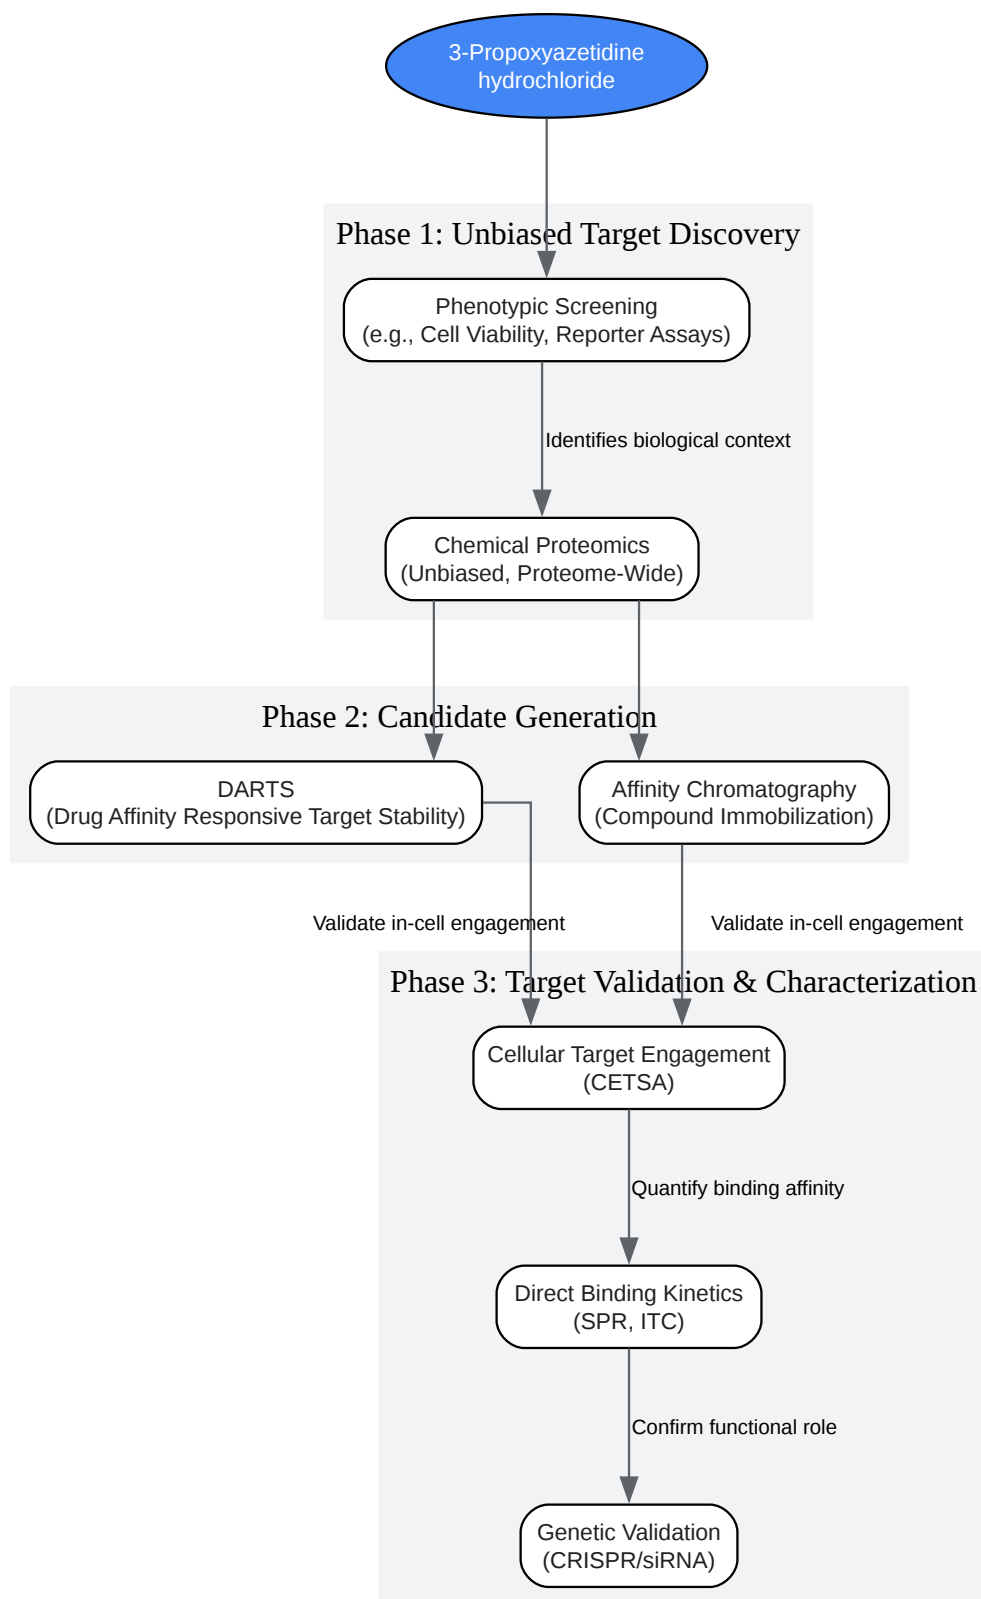 3-Propoxyazetidine
hydrochloride
Phase 1: Unbiased Target Discovery
Phenotypic Screening
(e.g., Cell Viability, Reporter Assays)
Identifies biological context
Chemical Proteomics
(Unbiased, Proteome-Wide)
Phase 2: Candidate Generation
DARTS
(Drug Affinity Responsive Target Stability)
Affinity Chromatography
(Compound Immobilization)
Validate in-cell engagement
Validate in-cell engagement
Phase 3: Target Validation & Characterization
Cellular Target Engagement
(CETSA)
Quantify binding affinity
Direct Binding Kinetics
(SPR, ITC)
Confirm functional role
Genetic Validation
(CRISPR/siRNA)